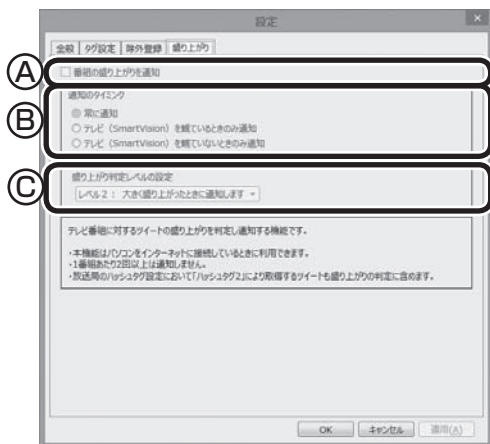 設定
全般 タグ設定 除外登録 盛り上がり
Ⓐ 番組の盛り上がりを通知
Ⓑ 通知のタイミング
常に通知
テレビ（SmartVision）を観ているときのみ通知
テレビ（SmartVision）を観ていないときのみ通知
Ⓒ 盛り上がり判定レベルの設定
レベル2： 大きく盛り上がったときに通知します
テレビ番組に対するツイートの盛り上がりを判定し通知する機能です。
・本機能はパソコンをインターネットに接続しているときに利用できます。
・1番組あたり2回以上は通知しません。
・放送局のハッシュタグ設定において「ハッシュタグ2」により取得するツイートも盛り上がりの判定に含めます。
OK キャンセル 適用(A)